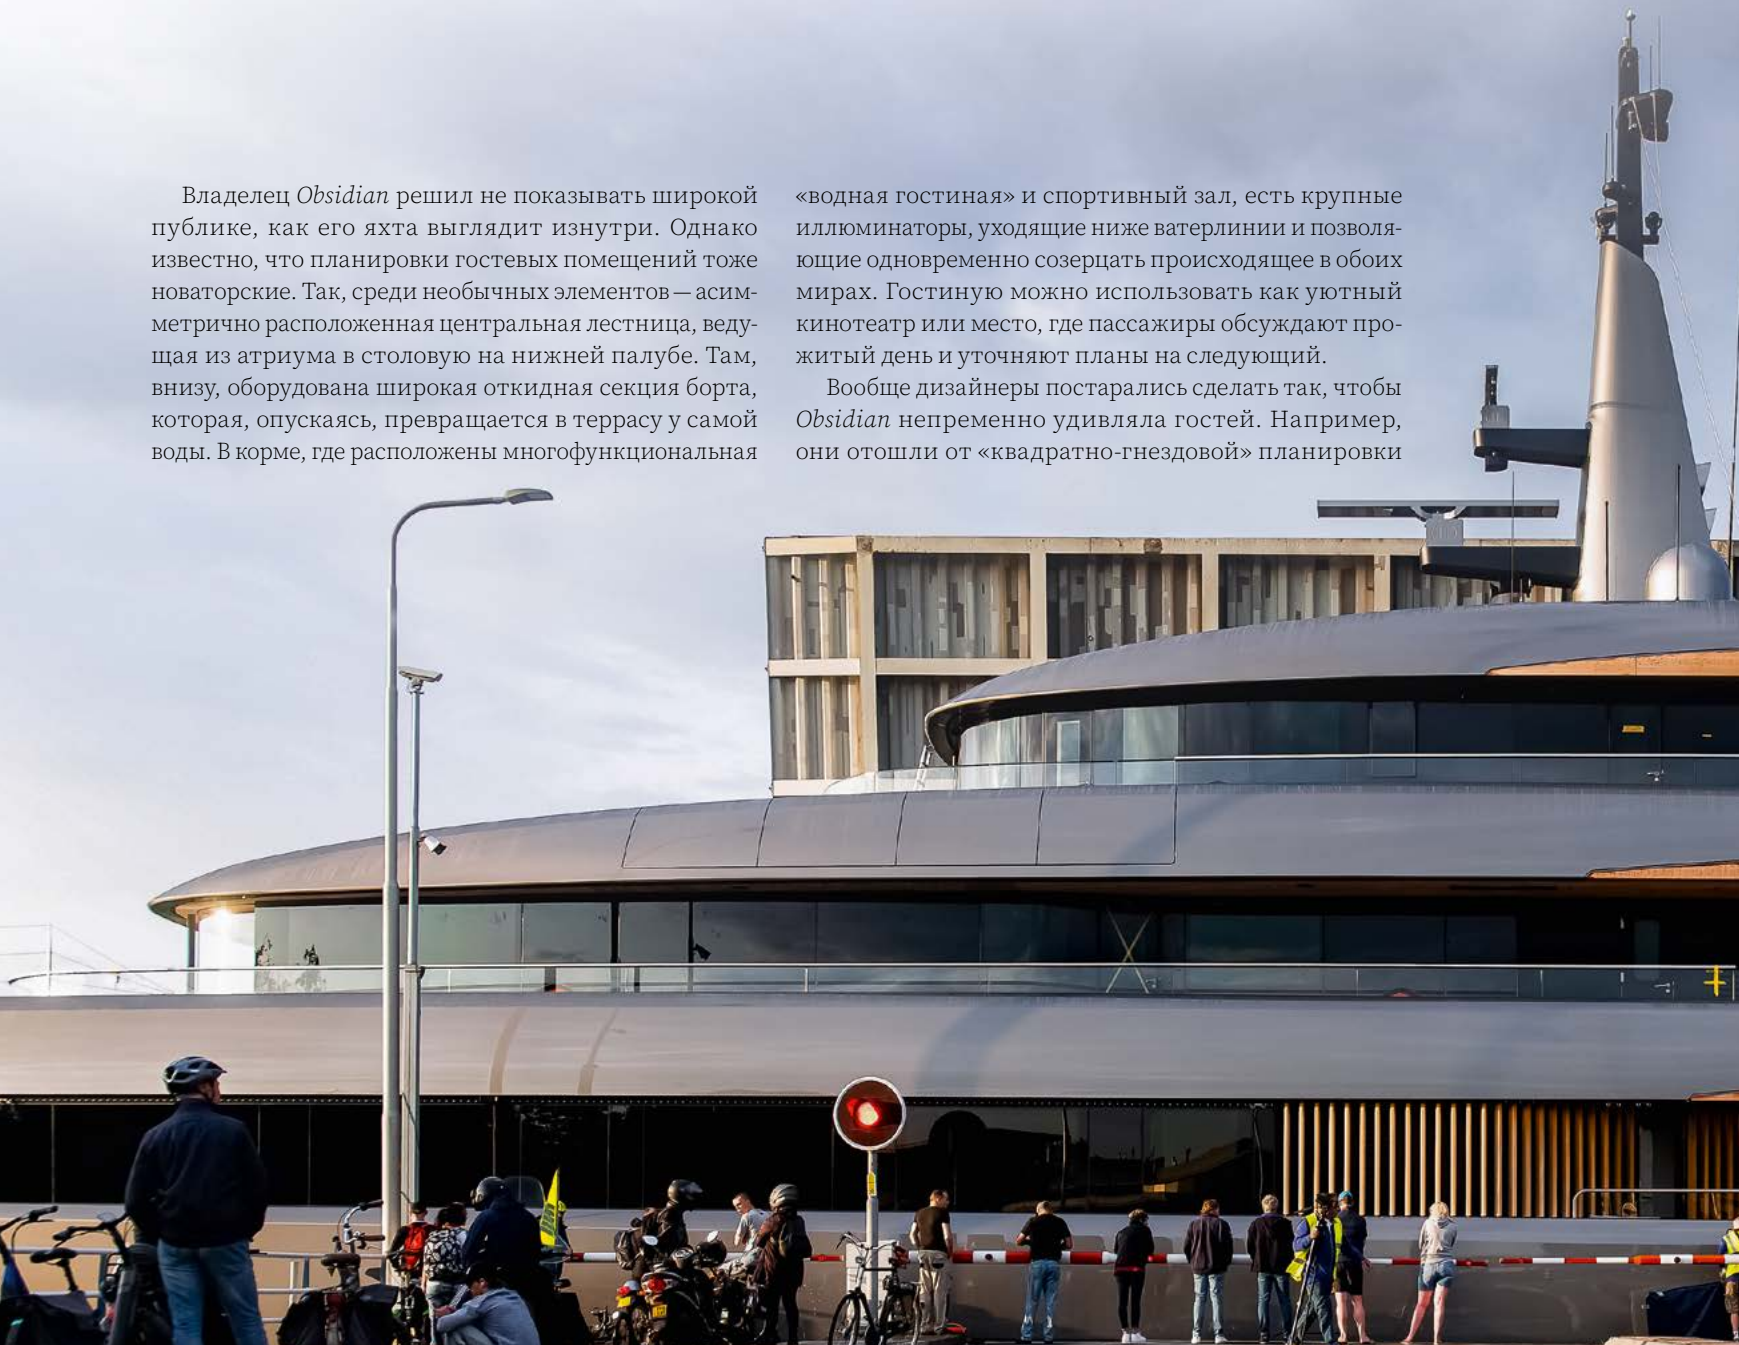 Владелец Obsidian решил не показывать широкой
публике, как его яхта выглядит изнутри. Однако
известно, что планировки гостевых помещений тоже
новаторские. Так, среди необычных элементов — асим-
метрично расположенная центральная лестница, веду-
щая из атриума в столовую на нижней палубе. Там,
внизу, оборудована широкая откидная секция борта,
которая, опускаясь, превращается в террасу у самой
воды. В корме, где расположены многофункциональная
«водная гостиная» и спортивный зал, есть крупные
иллюминаторы, уходящие ниже ватерлинии и позволя-
ющие одновременно созерцать происходящее в обоих
мирах. Гостиную можно использовать как уютный
кинотеатр или место, где пассажиры обсуждают про-
житый день и уточняют планы на следующий.
Вообще дизайнеры постарались сделать так, чтобы
Obsidian непременно удивляла гостей. Например,
они отошли от «квадратно-гнездовой» планировки